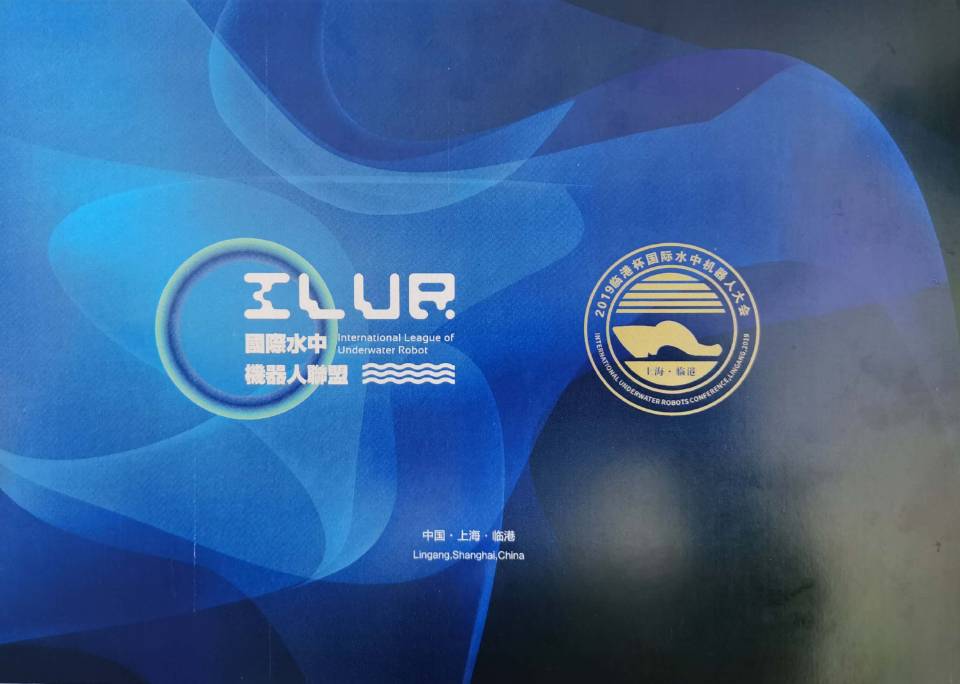 ILUR
國際水中
International League of
Underwater Robot
機器人聯盟
2019临港杯国际水中机器人大会
上海·临港
INTERNATIONAL UNDERWATER ROBOTS CONFERENCE,LINGANG,2019
中国·上海·临港
Lingang,Shanghai,China